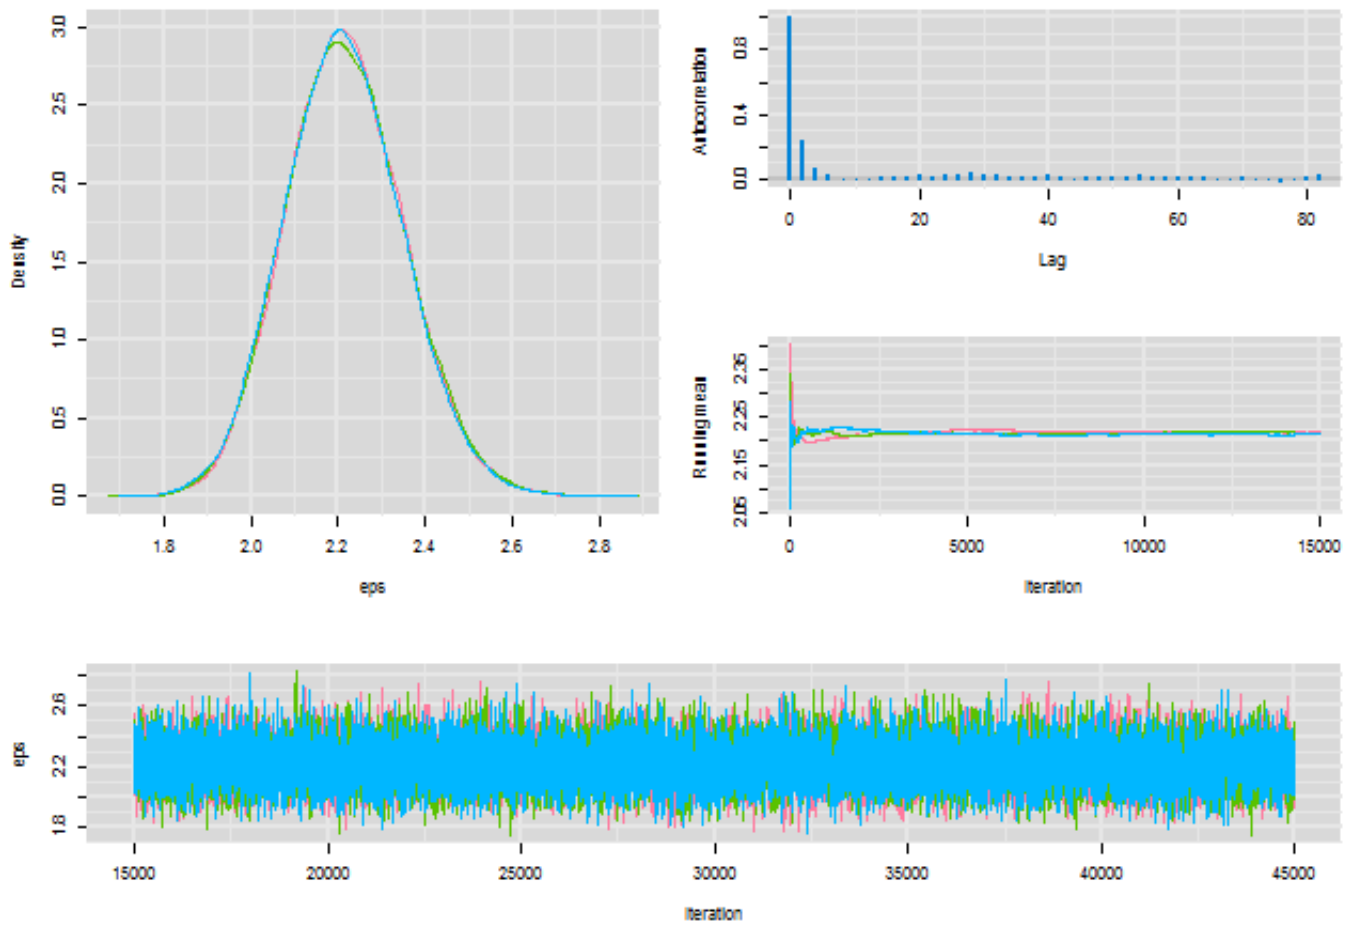 Density
0.0 0.5 1.0 1.5 2.0 2.5 3.0
1.8 2.0 2.2 2.4 2.6 2.8
eps
Autocorrelation
0.0 0.4 0.8
0 20 40 60 80
Lag
Running mean
2.05 2.15 2.25 2.35
0 5000 10000 15000
Iteration
eps
1.8 2.2 2.6
15000 20000 25000 30000 35000 40000 45000
Iteration